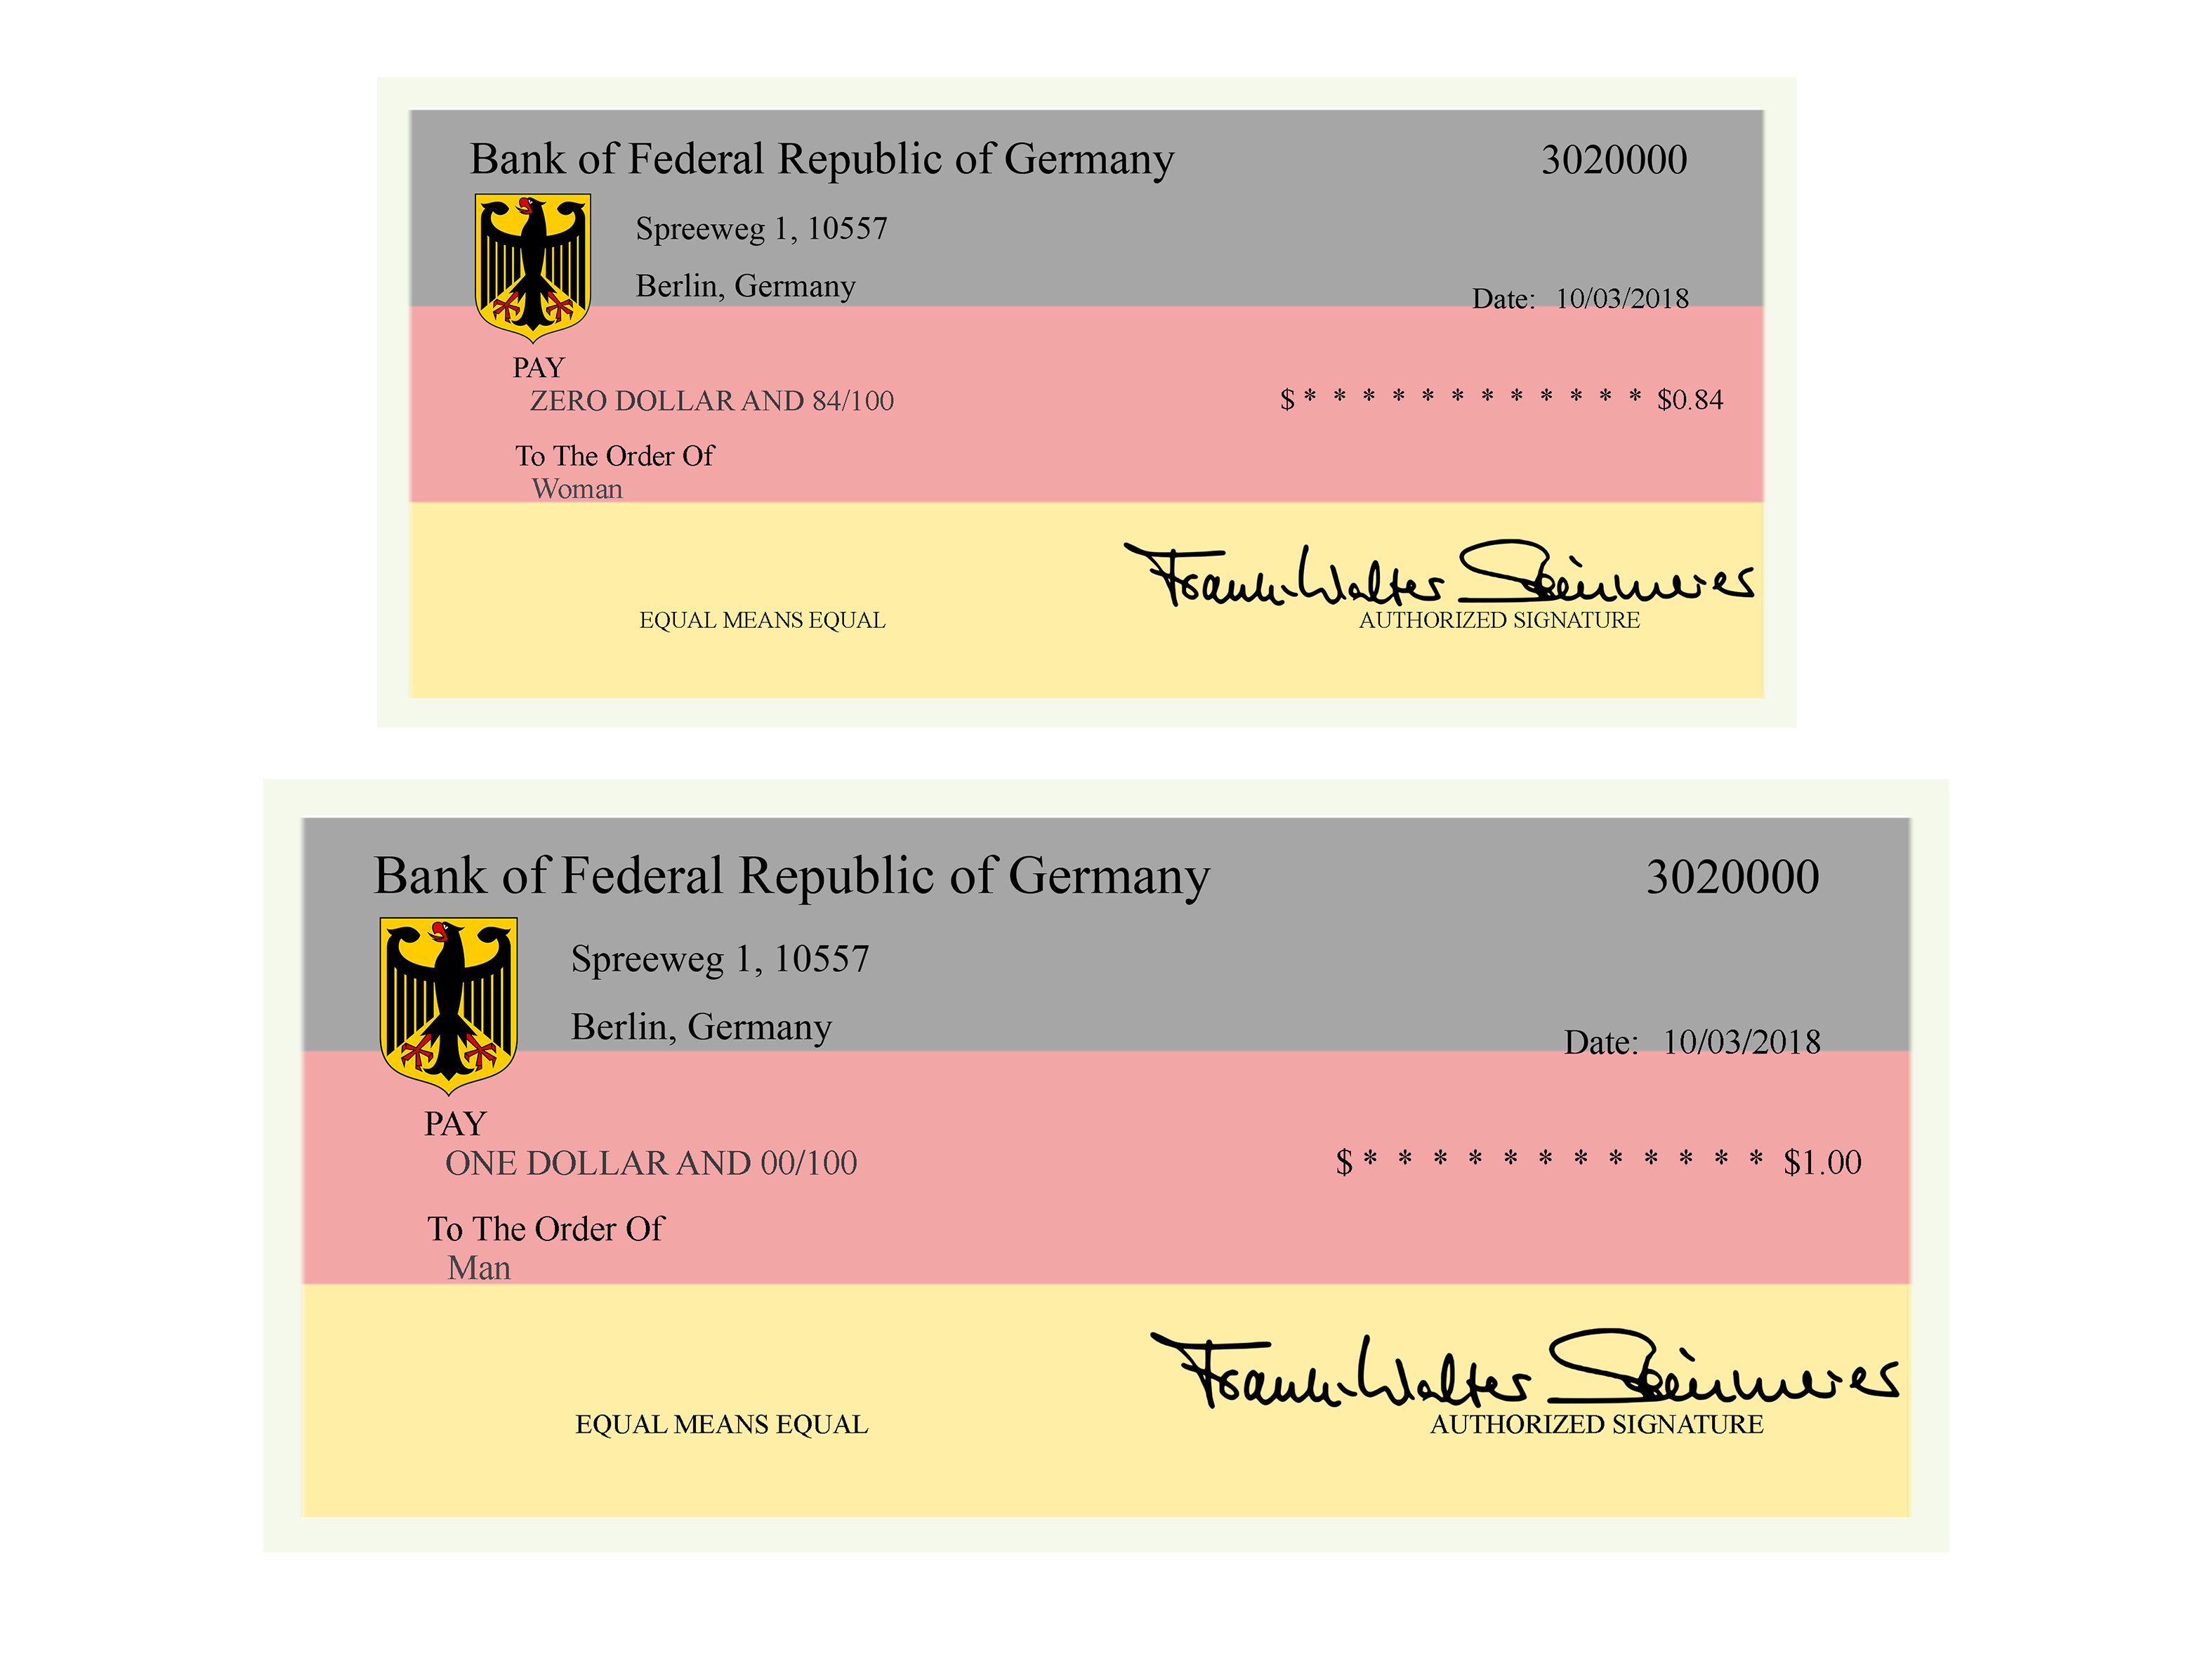 Bank of Federal Republic of Germany 3020000
Spreeweg 1, 10557
Berlin, Germany
Date: 10/03/2018
PAY
ZERO DOLLAR AND 84/100 $ * * * * * * * * * * * * $0.84
To The Order Of
Woman
Frank-Walter Steinmeier
EQUAL MEANS EQUAL AUTHORIZED SIGNATURE
Bank of Federal Republic of Germany 3020000
Spreeweg 1, 10557
Berlin, Germany
Date: 10/03/2018
PAY
ONE DOLLAR AND 00/100 $ * * * * * * * * * * * * $1.00
To The Order Of
Man
Frank-Walter Steinmeier
EQUAL MEANS EQUAL AUTHORIZED SIGNATURE